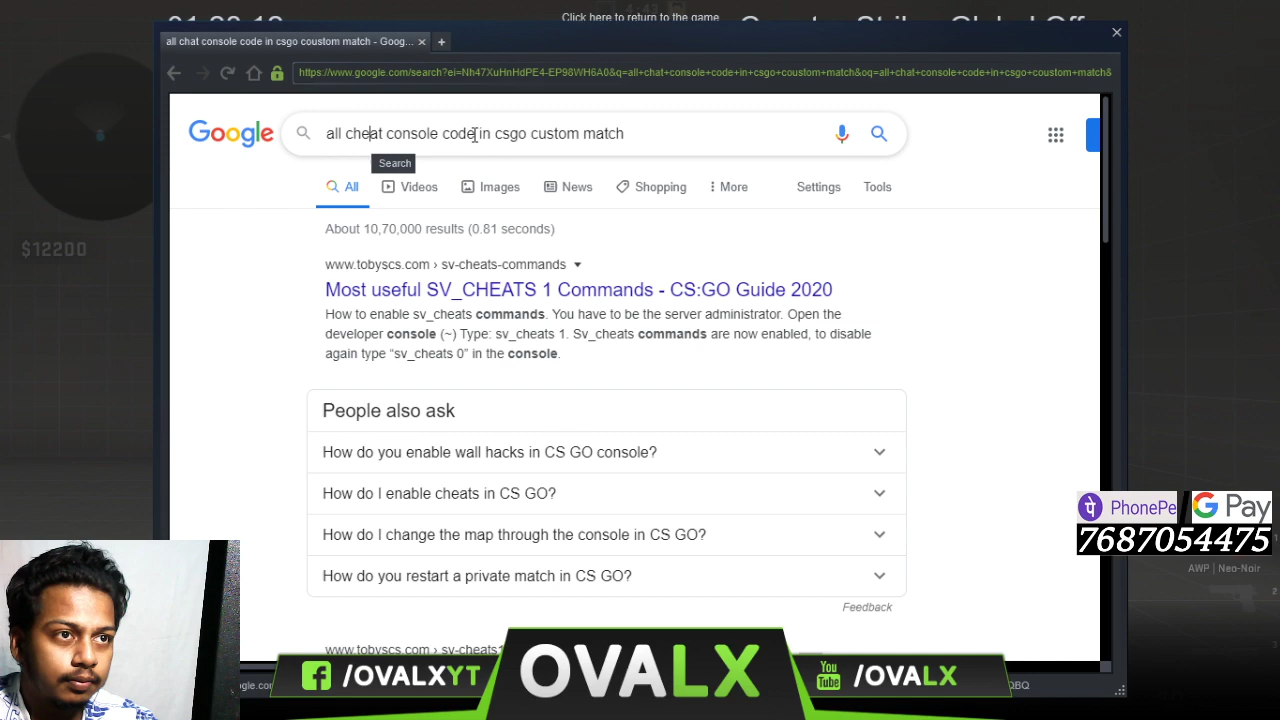 Click here to return to the game
all chat console code in csgo coustom match - Goog...
https://www.google.com/search?ei=Nh47XuHnHdPE4-EP98WH6A0&q=all+chat+console+code+in+csgo+coustom+match&oq=all+chat+console+code+in+csgo+coustom+match&
$12200
Google
all cheat console code in csgo custom match
Search
All
Videos
Images
News
Shopping
More
Settings
Tools
About 10,70,000 results (0.81 seconds)
www.tobyscs.com › sv-cheats-commands
Most useful SV_CHEATS 1 Commands - CS:GO Guide 2020
How to enable sv_cheats commands. You have to be the server administrator. Open the
developer console (~) Type: sv_cheats 1. Sv_cheats commands are now enabled, to disable
again type “sv_cheats 0” in the console.
People also ask
How do you enable wall hacks in CS GO console?
How do I enable cheats in CS GO?
How do I change the map through the console in CS GO?
How do you restart a private match in CS GO?
Feedback
PhonePe
G Pay
7687054475
AWP | Neo-Noir
/OVALXYT
OVALX
You Tube
/OVALX